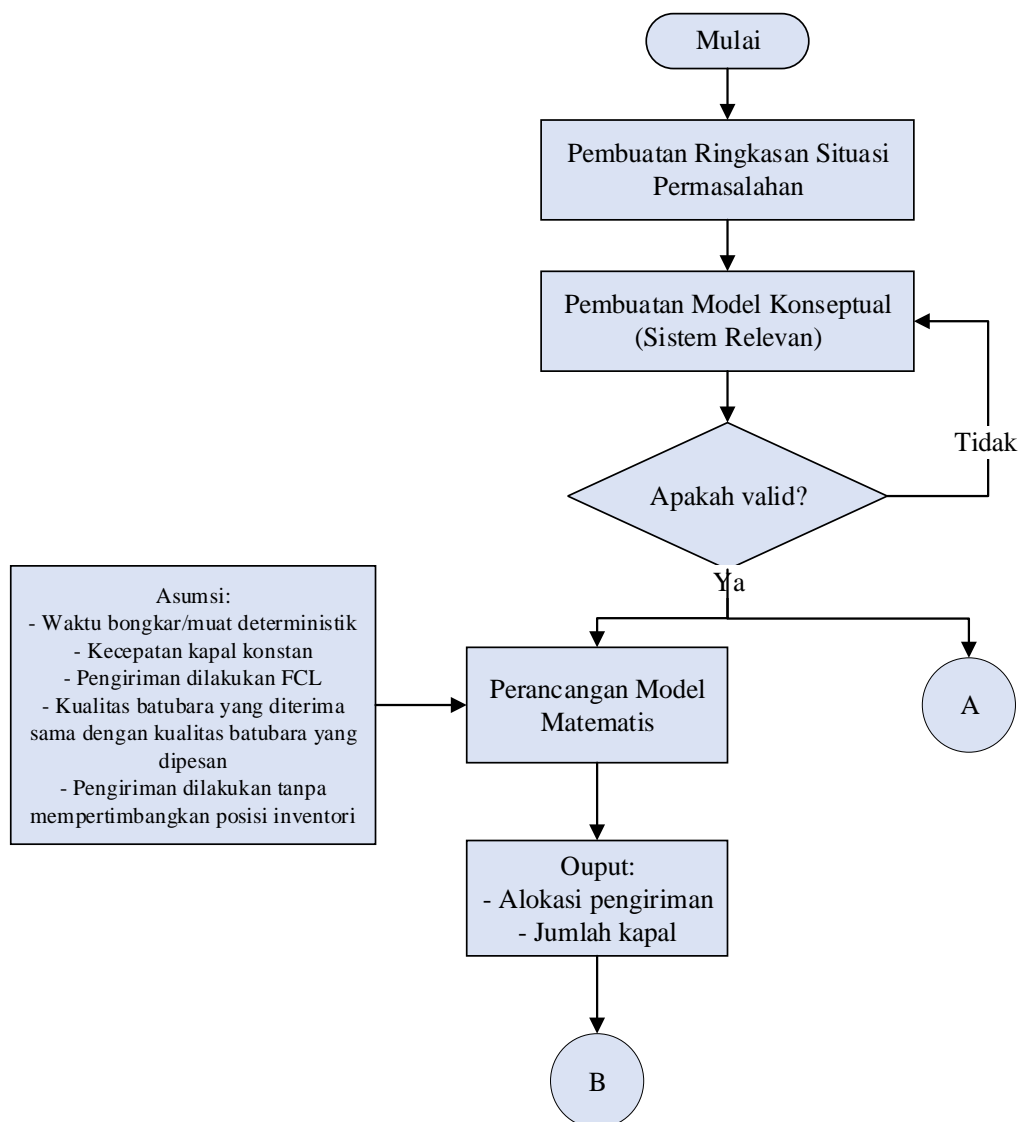 Mulai
Pembuatan Ringkasan Situasi
Permasalahan
Pembuatan Model Konseptual
(Sistem Relevan)
Tidak
Apakah valid?
Ya
Asumsi:
- Waktu bongkar/muat deterministik
- Kecepatan kapal konstan
- Pengiriman dilakukan FCL
- Kualitas batubara yang diterima
sama dengan kualitas batubara yang
dipesan
- Pengiriman dilakukan tanpa
mempertimbangkan posisi inventori
Perancangan Model
Matematis
A
Ouput:
- Alokasi pengiriman
- Jumlah kapal
B